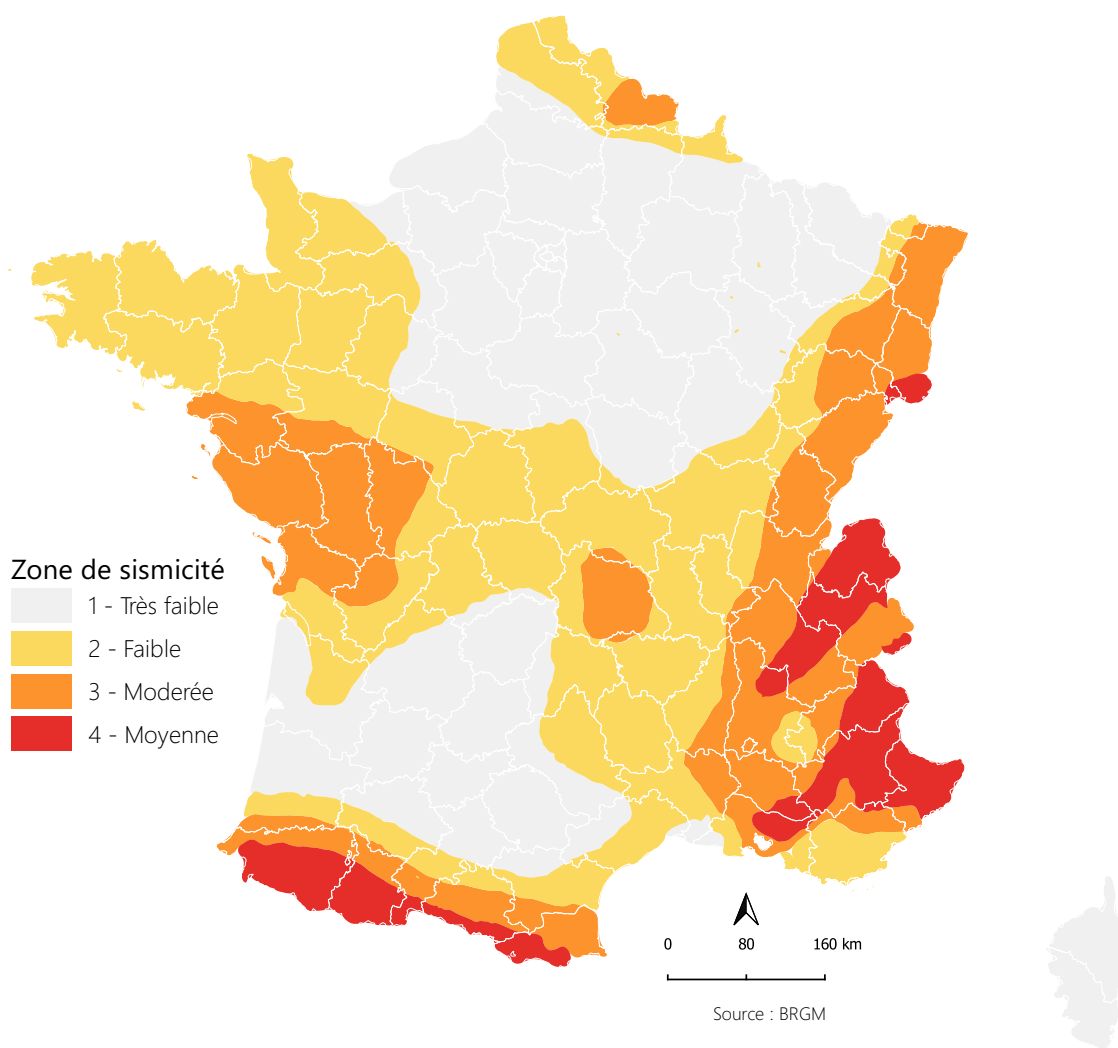 Zone de sismicité
1 - Très faible
2 - Faible
3 - Moderée
4 - Moyenne
0 80 160 km
Source : BRGM